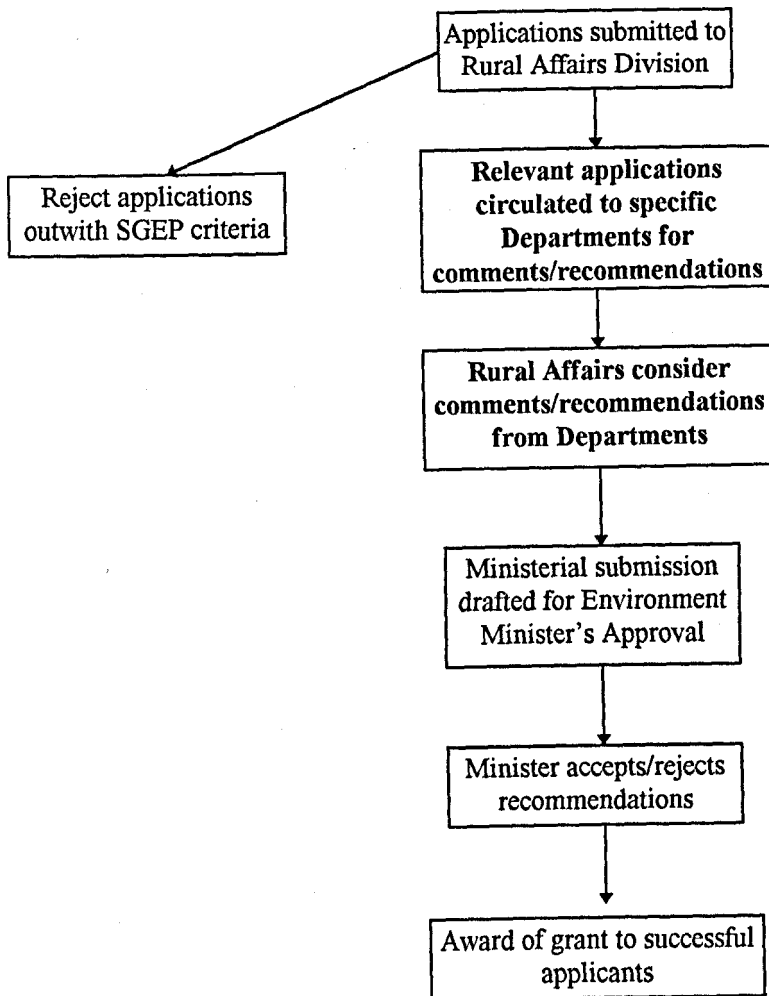 Applications submitted to
Rural Affairs Division
Reject applications
outwith SGEP criteria
Relevant applications
circulated to specific
Departments for
comments/recommendations
Rural Affairs consider
comments/recommendations
from Departments
Ministerial submission
drafted for Environment
Minister's Approval
Minister accepts/rejects
recommendations
Award of grant to successful
applicants